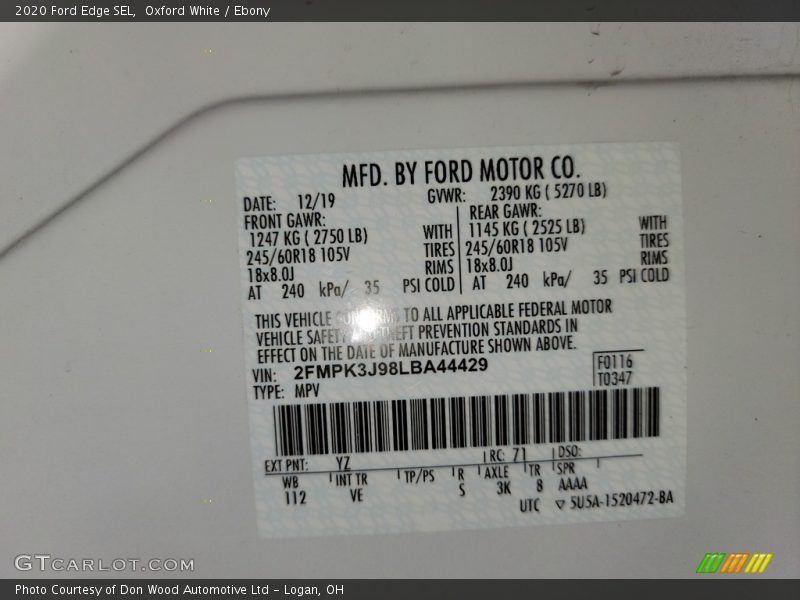 2020 Ford Edge SEL, Oxford White / Ebony
MFD. BY FORD MOTOR CO.
DATE: 12/19 GVWR: 2390 KG ( 5270 LB)
FRONT GAWR: REAR GAWR:
1247 KG ( 2750 LB) WITH 1145 KG ( 2525 LB) WITH
245/60R18 105V TIRES 245/60R18 105V TIRES
18x8.0J RIMS 18x8.0J RIMS
AT 240 kPa/ 35 PSI COLD AT 240 kPa/ 35 PSI COLD
THIS VEHICLE TO ALL APPLICABLE FEDERAL MOTOR
VEHICLE SAFETY THEFT PREVENTION STANDARDS IN
EFFECT ON THE DATE OF MANUFACTURE SHOWN ABOVE.
VIN: 2FMPK3J98LBA44429 F0116
TYPE: MPV T0347
EXT PNT: YZ RC: 71 DSO:
WB INT TR TP/PS R AXLE TR SPR
112 VE S 3K 8 AAAA
UTC ▽ 5U5A-1520472-BA
GTCARLOT.COM
Photo Courtesy of Don Wood Automotive Ltd - Logan, OH